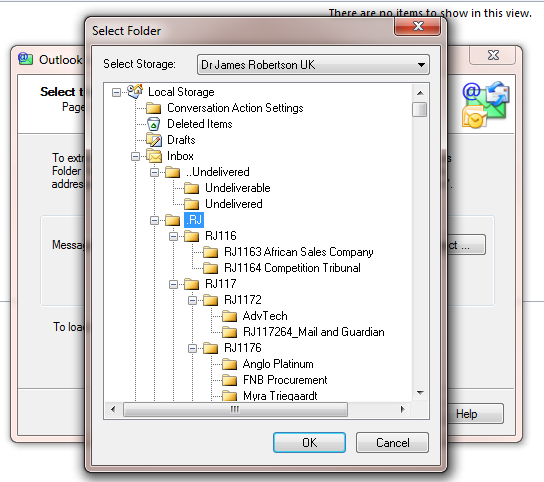 There are no items to show in this view.
Outlook
Select Folder
Select t
Page
Select Storage: Dr James Robertson UK
To extr
Folder
addre
Messa
To loa
Local Storage
Conversation Action Settings
Deleted Items
Drafts
Inbox
..Undelivered
Undeliverable
Undelivered
.RJ
RJ116
RJ1163 African Sales Company
RJ1164 Competition Tribunal
RJ117
RJ1172
AdvTech
RJ117264_Mail and Guardian
RJ1176
Anglo Platinum
FNB Procurement
Myra Triegaardt
ct ...
OK
Cancel
Help